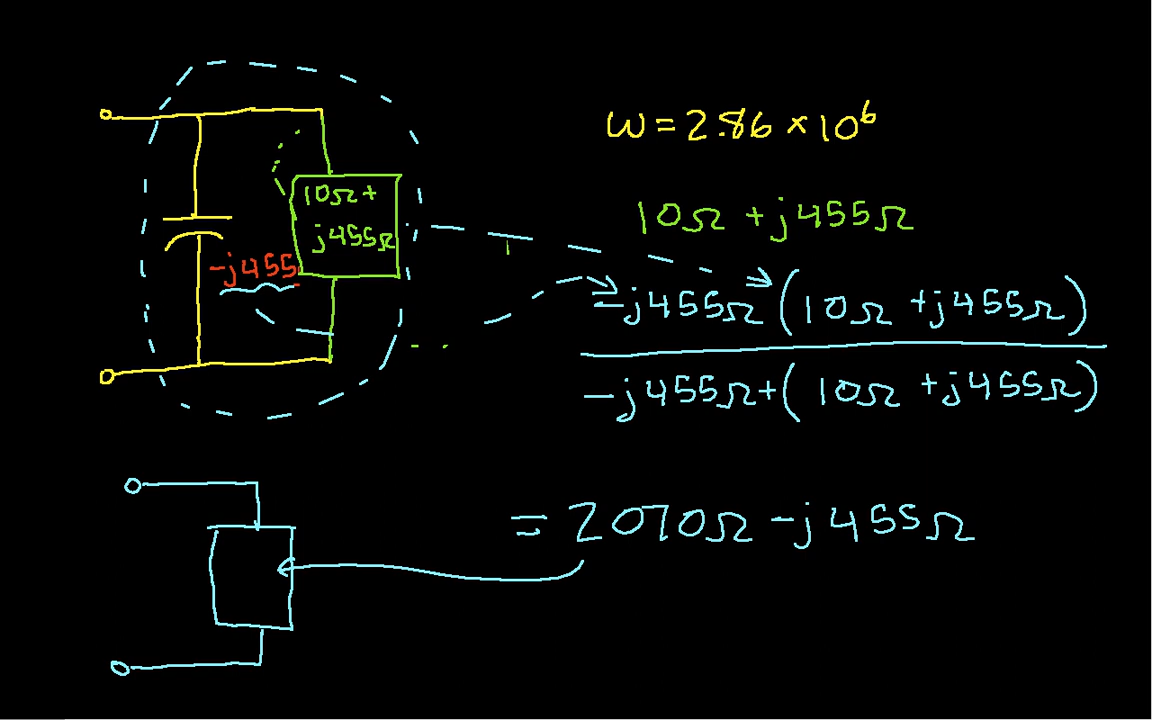 ω = 2.86 × 10⁶
10Ω +
j455Ω
-j455
10Ω + j455Ω
-j455Ω (10Ω + j455Ω)
-j455Ω + (10Ω + j455Ω)
= 2070Ω - j455Ω